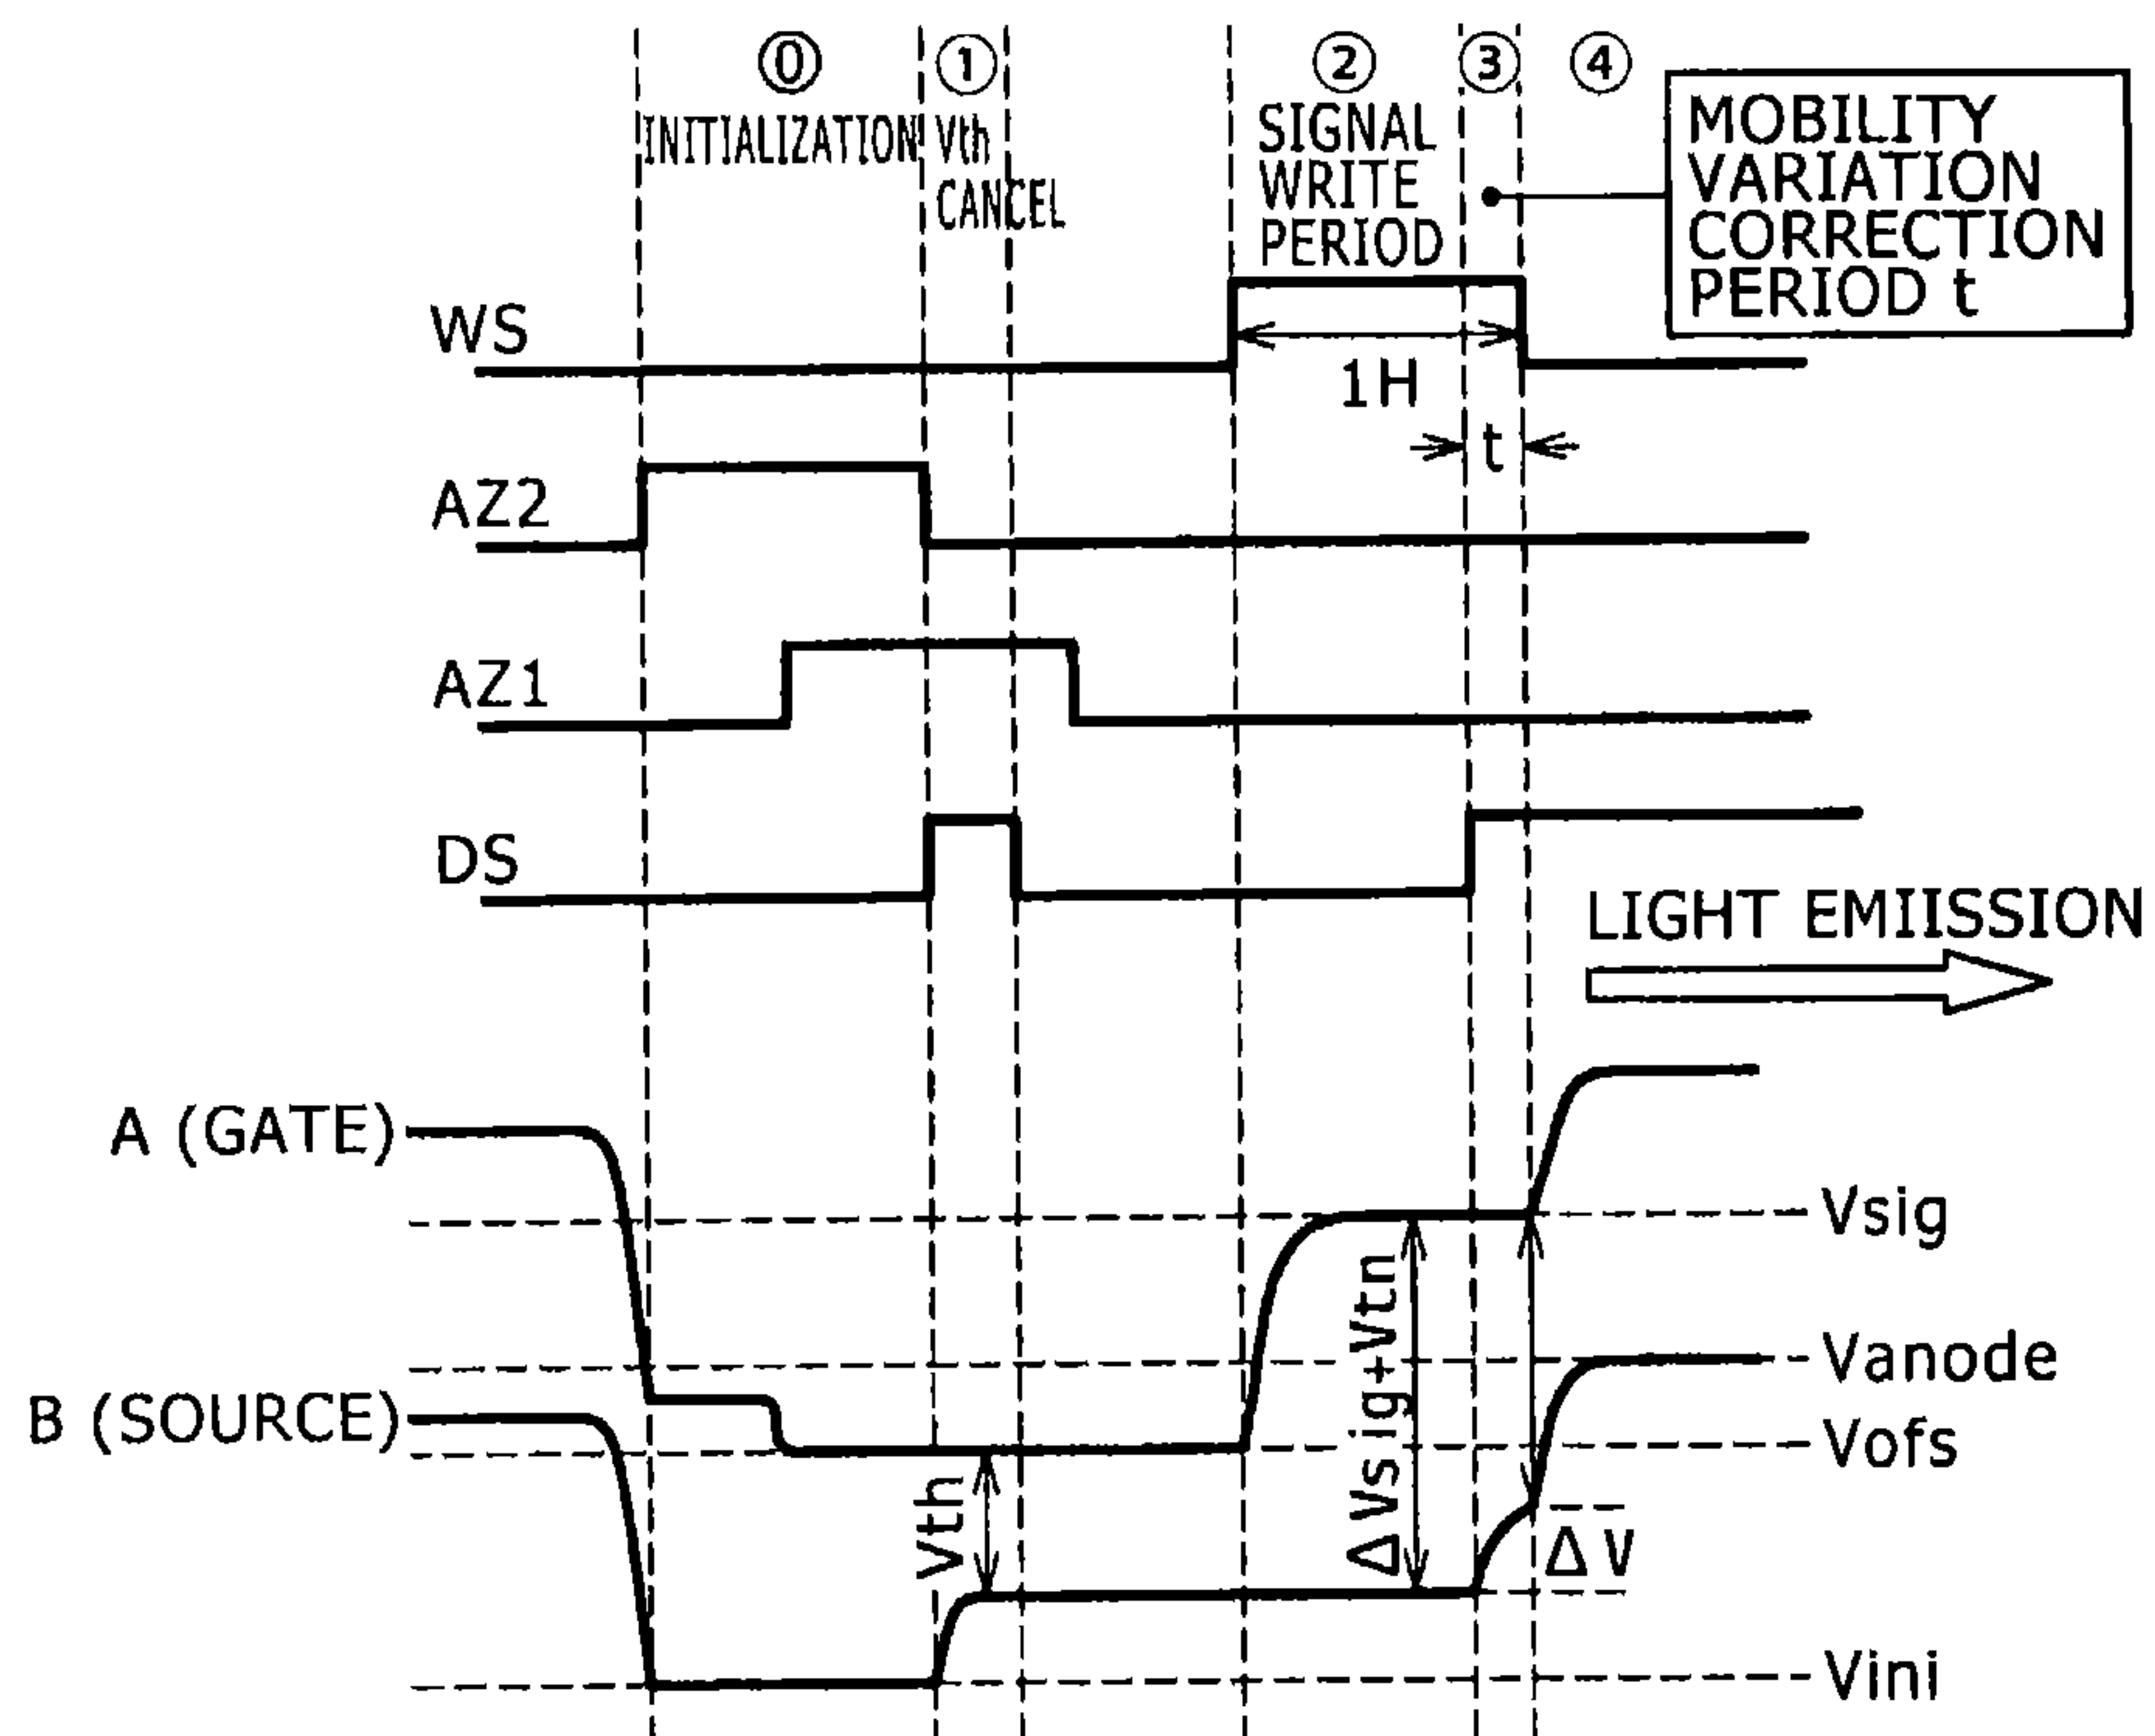 ⓪ ① ② ③ ④
INITIALIZATION
Vth
CANCEL
SIGNAL
WRITE
PERIOD
MOBILITY
VARIATION
CORRECTION
PERIOD t
WS
1H
t
AZ2
AZ1
DS
LIGHT EMIISSION
A (GATE)
Vsig
ΔVsig+Vtn
Vanode
B (SOURCE)
Vofs
Vth
ΔV
Vini